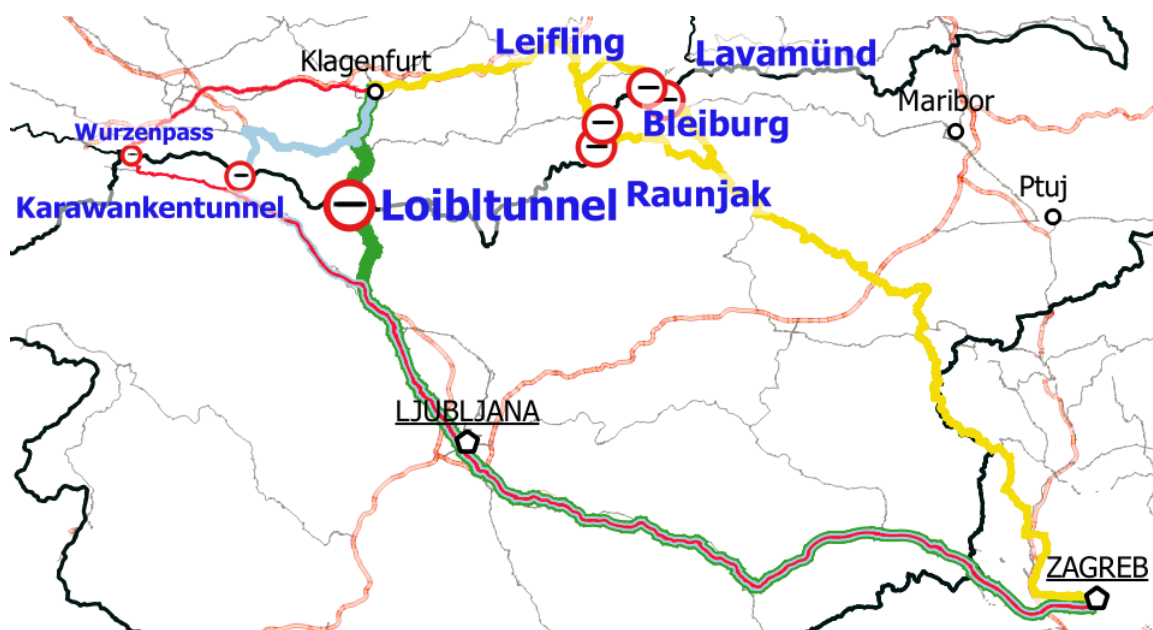 Leifling
Lavamünd
Klagenfurt
Maribor
Wurzenpass
Bleiburg
Karawankentunnel
Loibltunnel
Raunjak
Ptuj
LJUBLJANA
ZAGREB